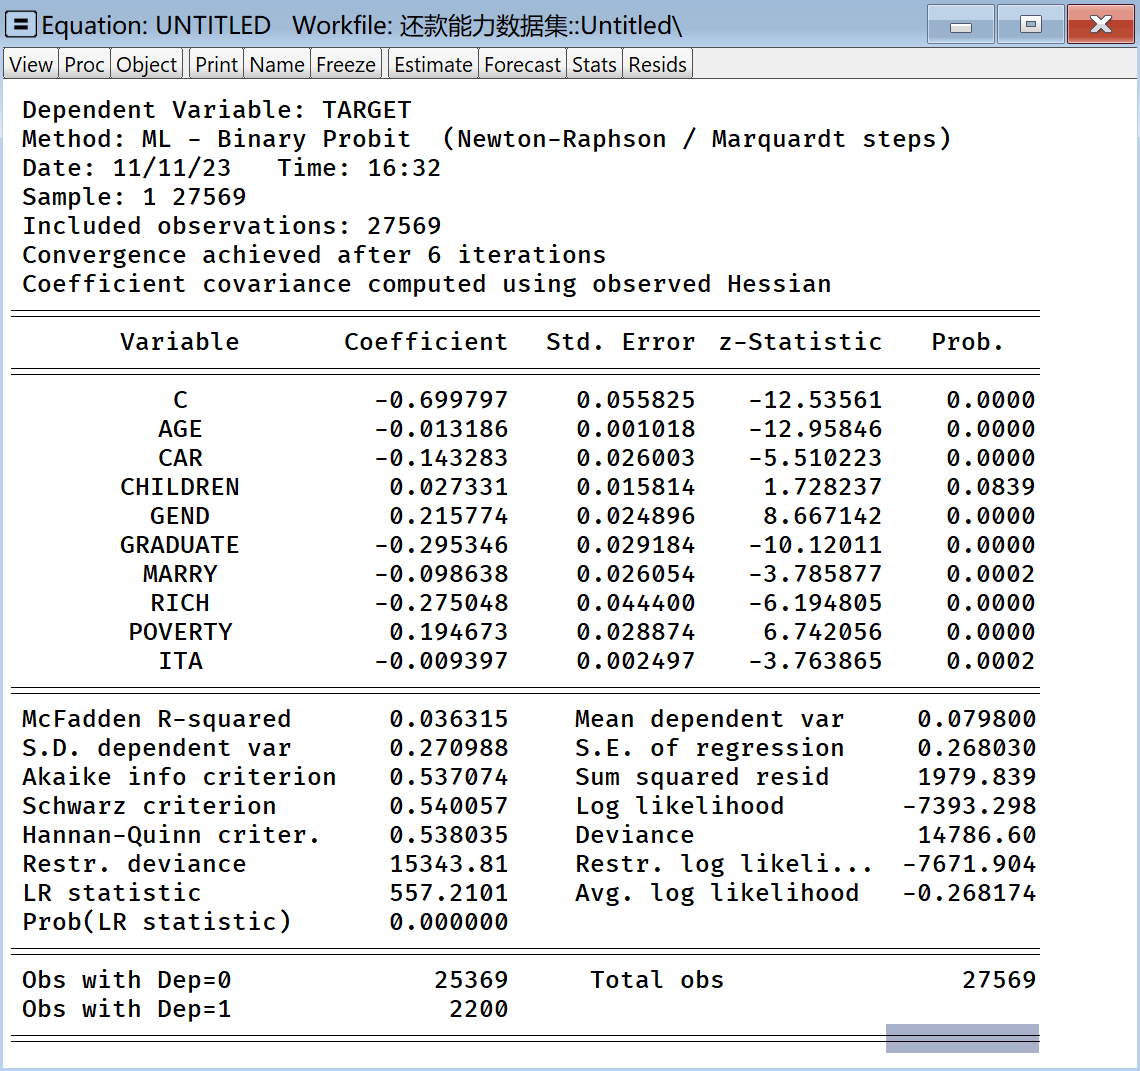 Equation: UNTITLED Workfile: 还款能力数据集::Untitled\
View Proc Object Print Name Freeze Estimate Forecast Stats Resids
Dependent Variable: TARGET
Method: ML - Binary Probit (Newton-Raphson / Marquardt steps)
Date: 11/11/23 Time: 16:32
Sample: 1 27569
Included observations: 27569
Convergence achieved after 6 iterations
Coefficient covariance computed using observed Hessian
Variable Coefficient Std. Error z-Statistic Prob.
C -0.699797 0.055825 -12.53561 0.0000
AGE -0.013186 0.001018 -12.95846 0.0000
CAR -0.143283 0.026003 -5.510223 0.0000
CHILDREN 0.027331 0.015814 1.728237 0.0839
GEND 0.215774 0.024896 8.667142 0.0000
GRADUATE -0.295346 0.029184 -10.12011 0.0000
MARRY -0.098638 0.026054 -3.785877 0.0002
RICH -0.275048 0.044400 -6.194805 0.0000
POVERTY 0.194673 0.028874 6.742056 0.0000
ITA -0.009397 0.002497 -3.763865 0.0002
McFadden R-squared 0.036315 Mean dependent var 0.079800
S.D. dependent var 0.270988 S.E. of regression 0.268030
Akaike info criterion 0.537074 Sum squared resid 1979.839
Schwarz criterion 0.540057 Log likelihood -7393.298
Hannan-Quinn criter. 0.538035 Deviance 14786.60
Restr. deviance 15343.81 Restr. log likeli... -7671.904
LR statistic 557.2101 Avg. log likelihood -0.268174
Prob(LR statistic) 0.000000
Obs with Dep=0 25369 Total obs 27569
Obs with Dep=1 2200